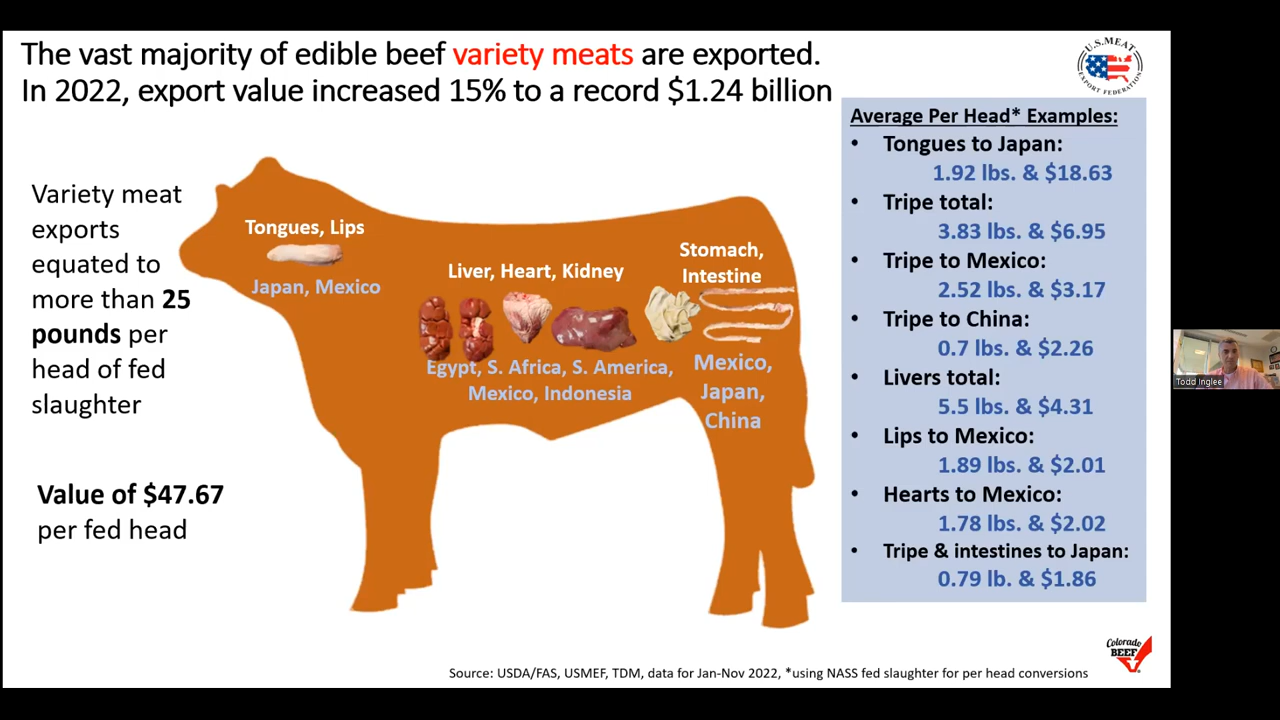 The vast majority of edible beef variety meats are exported.
In 2022, export value increased 15% to a record $1.24 billion
U.S. MEAT
EXPORT FEDERATION
Variety meat
exports
equated to
more than 25
pounds per
head of fed
slaughter
Value of $47.67
per fed head
Tongues, Lips
Japan, Mexico
Liver, Heart, Kidney
Egypt, S. Africa, S. America,
Mexico, Indonesia
Stomach,
Intestine
Mexico,
Japan,
China
Average Per Head* Examples:
• Tongues to Japan:
1.92 lbs. & $18.63
• Tripe total:
3.83 lbs. & $6.95
• Tripe to Mexico:
2.52 lbs. & $3.17
• Tripe to China:
0.7 lbs. & $2.26
• Livers total:
5.5 lbs. & $4.31
• Lips to Mexico:
1.89 lbs. & $2.01
• Hearts to Mexico:
1.78 lbs. & $2.02
• Tripe & intestines to Japan:
0.79 lb. & $1.86
Todd Inglee
Colorado
BEEF
Source: USDA/FAS, USMEF, TDM, data for Jan-Nov 2022, *using NASS fed slaughter for per head conversions